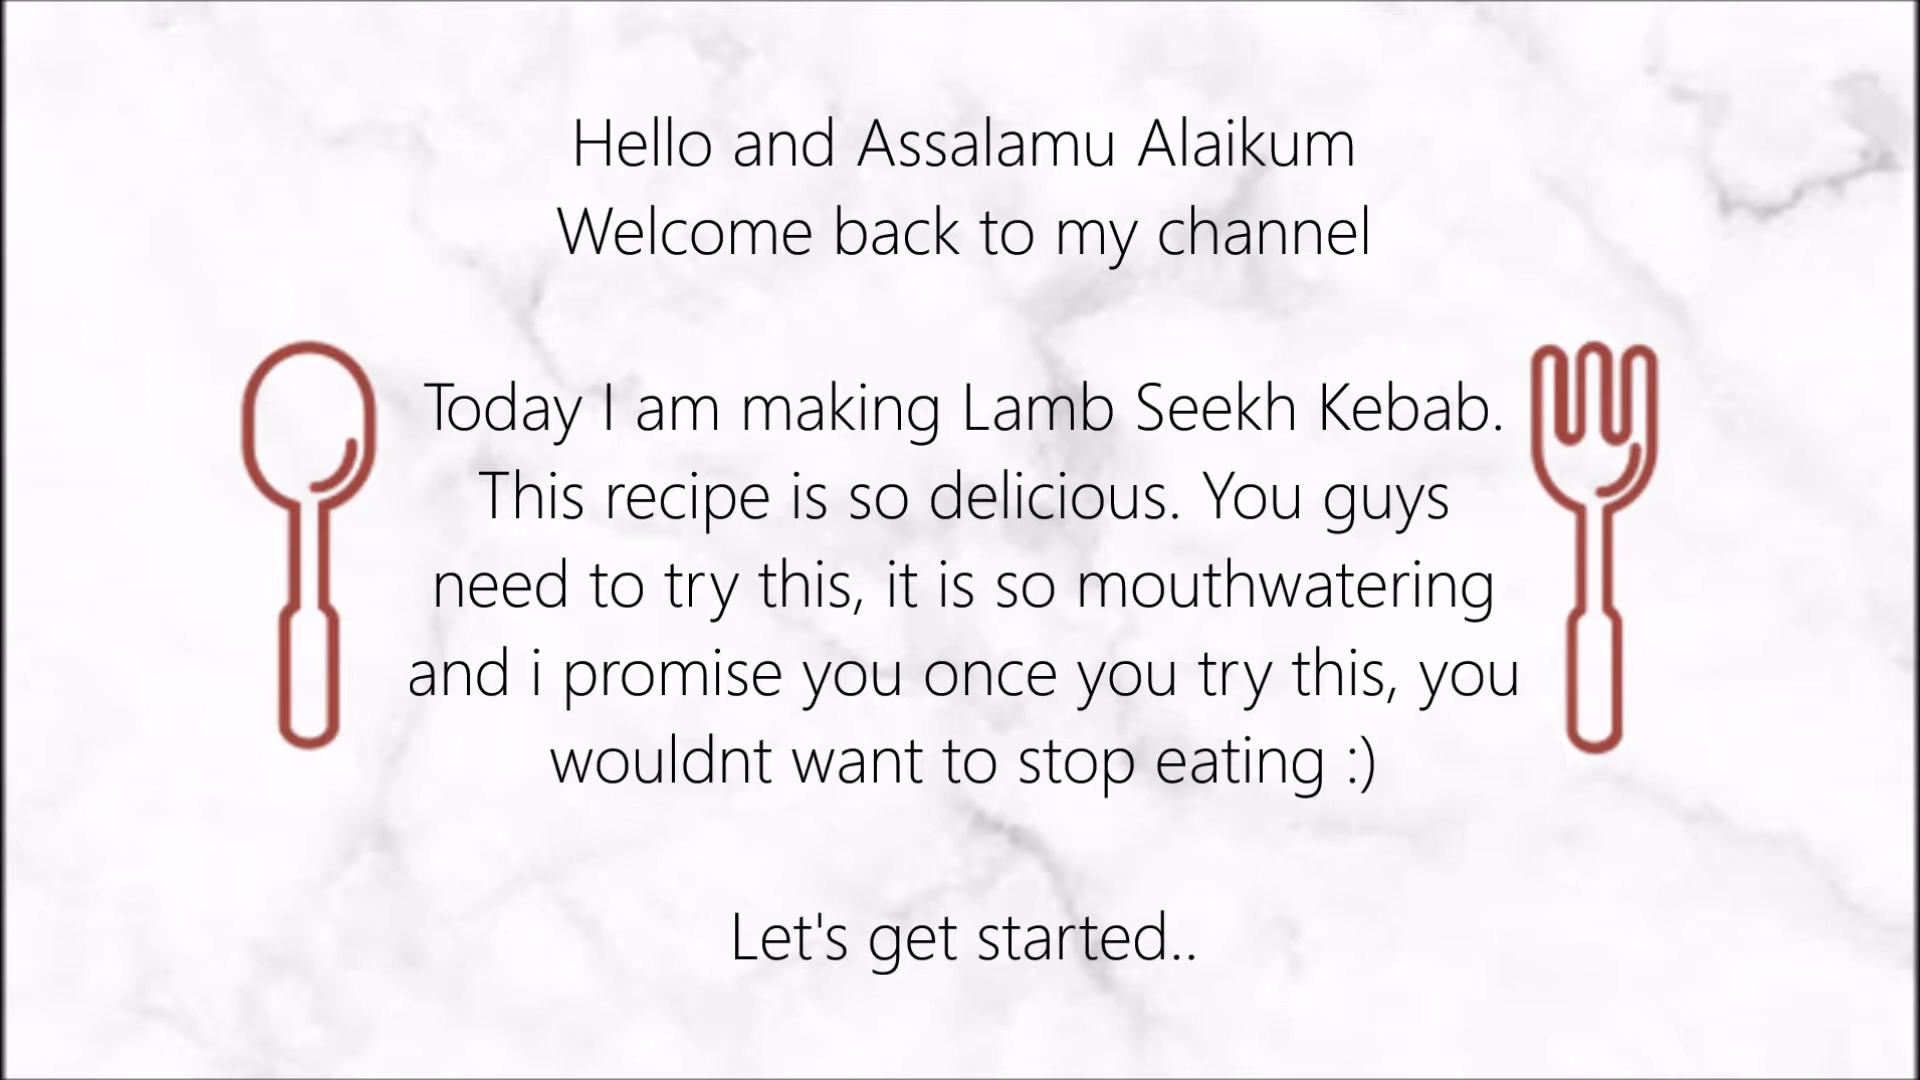 Hello and Assalamu Alaikum
Welcome back to my channel
Today I am making Lamb Seekh Kebab.
This recipe is so delicious. You guys
need to try this, it is so mouthwatering
and i promise you once you try this, you
wouldnt want to stop eating :)
Let's get started..